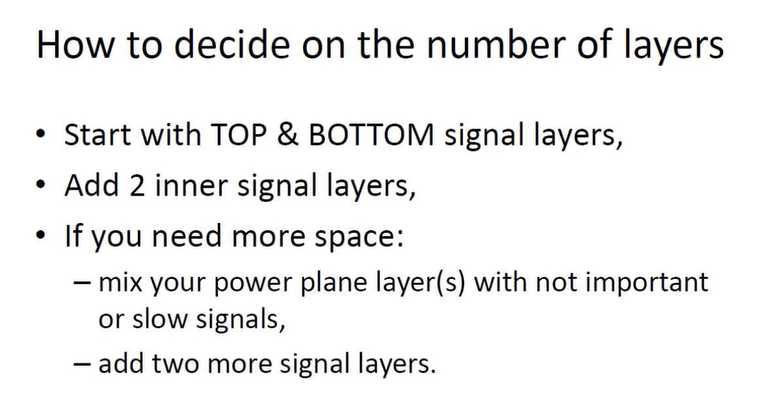 How to decide on the number of layers
• Start with TOP & BOTTOM signal layers,
• Add 2 inner signal layers,
• If you need more space:
– mix your power plane layer(s) with not important
or slow signals,
– add two more signal layers.